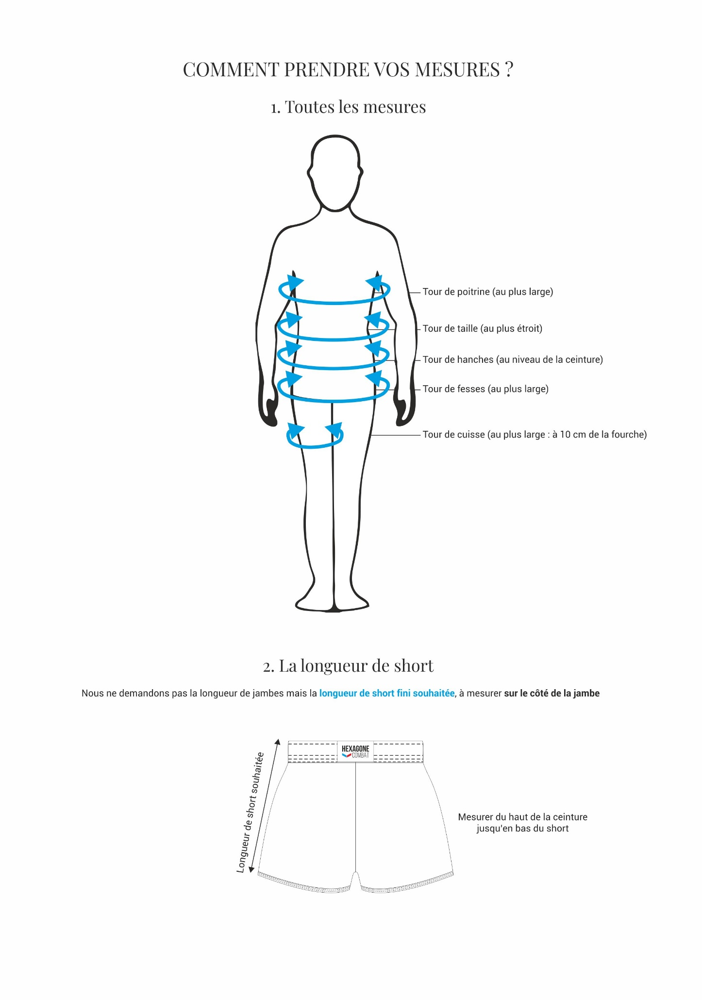 COMMENT PRENDRE VOS MESURES ?
1. Toutes les mesures
Tour de poitrine (au plus large)
Tour de taille (au plus étroit)
Tour de hanches (au niveau de la ceinture)
Tour de fesses (au plus large)
Tour de cuisse (au plus large : à 10 cm de la fourche)
2. La longueur de short
Nous ne demandons pas la longueur de jambes mais la longueur de short fini souhaitée, à mesurer sur le côté de la jambe
HEXAGONE
COMBAT
Longueur de short souhaitée
Mesurer du haut de la ceinture
jusqu'en bas du short